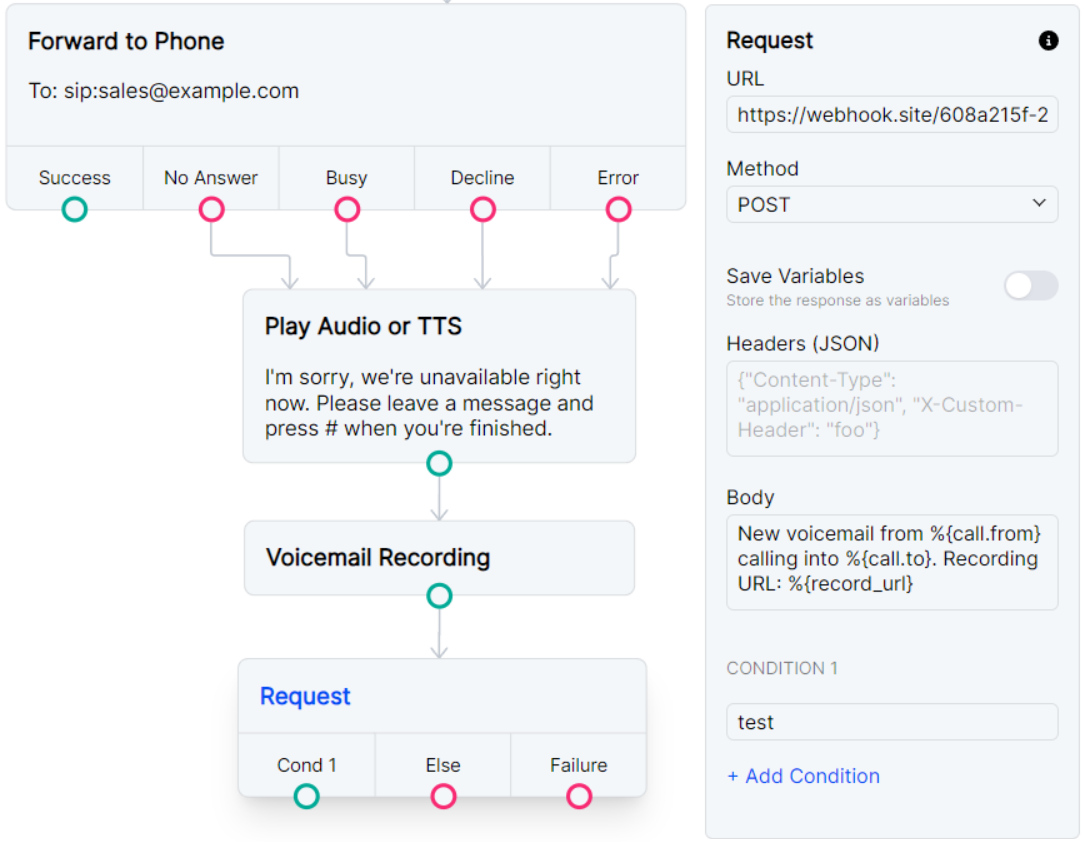 Forward to Phone
To: sip:sales@example.com
Success
No Answer
Busy
Decline
Error
Play Audio or TTS
I'm sorry, we're unavailable right
now. Please leave a message and
press # when you're finished.
Voicemail Recording
Request
Cond 1
Else
Failure
Request
URL
https://webhook.site/608a215f-2
Method
POST
Save Variables
Store the response as variables
Headers (JSON)
{"Content-Type":
"application/json", "X-Custom-
Header": "foo"}
Body
New voicemail from %{call.from}
calling into %{call.to}. Recording
URL: %{record_url}
CONDITION 1
test
+ Add Condition